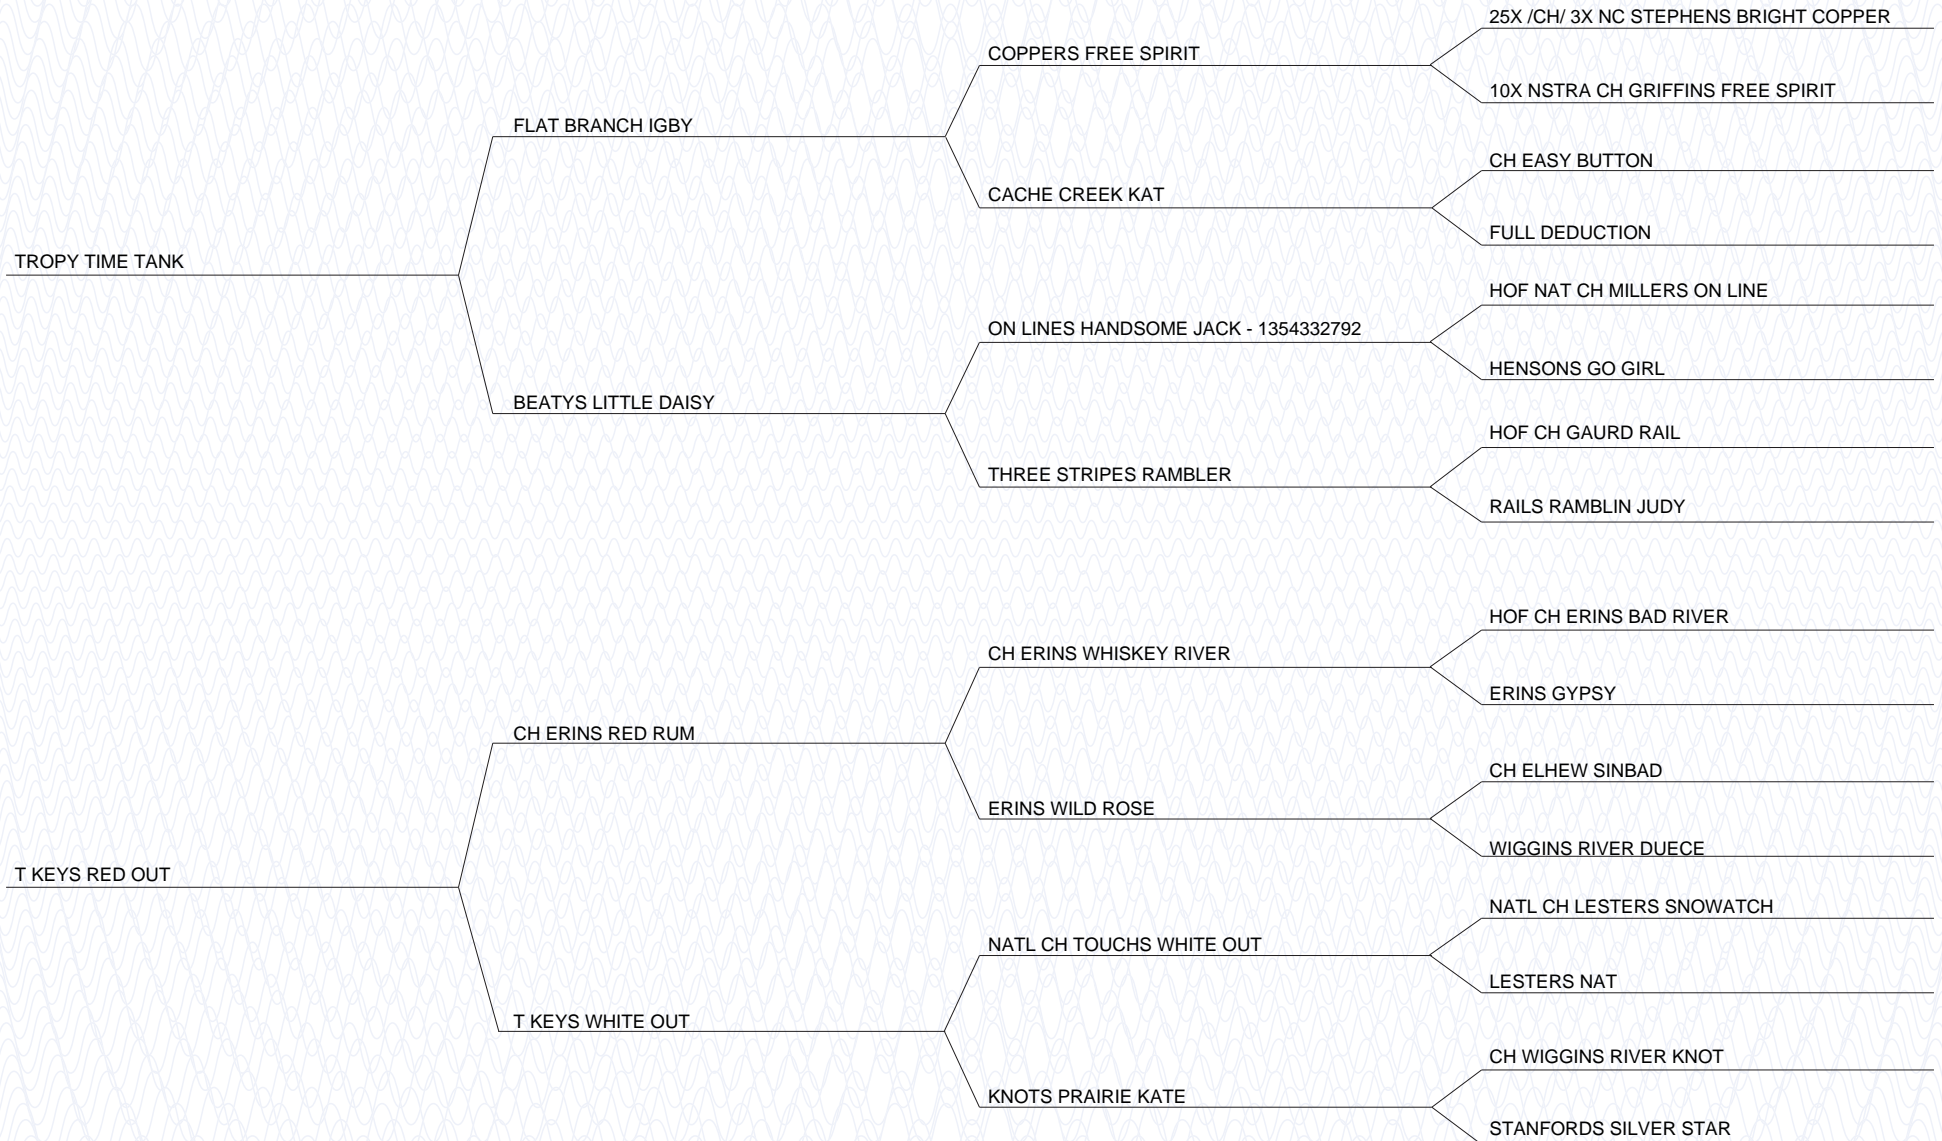 25X /CH/ 3X NC STEPHENS BRIGHT COPPER
COPPERS FREE SPIRIT
10X NSTRA CH GRIFFINS FREE SPIRIT
FLAT BRANCH IGBY
CH EASY BUTTON
CACHE CREEK KAT
FULL DEDUCTION
TROPY TIME TANK
HOF NAT CH MILLERS ON LINE
ON LINES HANDSOME JACK - 1354332792
HENSONS GO GIRL
BEATYS LITTLE DAISY
HOF CH GAURD RAIL
THREE STRIPES RAMBLER
RAILS RAMBLIN JUDY
HOF CH ERINS BAD RIVER
CH ERINS WHISKEY RIVER
ERINS GYPSY
CH ERINS RED RUM
CH ELHEW SINBAD
ERINS WILD ROSE
WIGGINS RIVER DUECE
T KEYS RED OUT
NATL CH LESTERS SNOWATCH
NATL CH TOUCHS WHITE OUT
LESTERS NAT
T KEYS WHITE OUT
CH WIGGINS RIVER KNOT
KNOTS PRAIRIE KATE
STANFORDS SILVER STAR